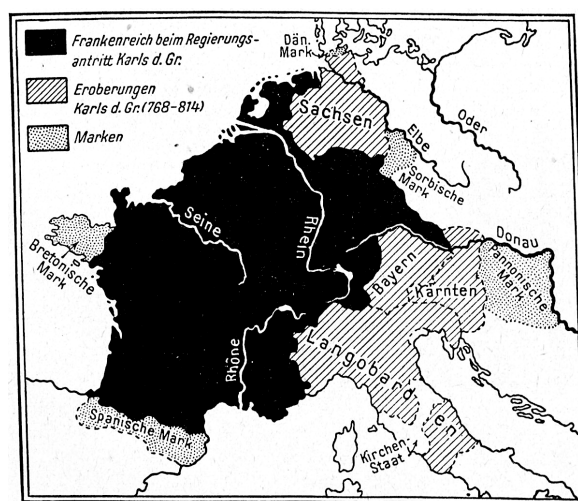 Frankenreich beim Regierungs-
antritt Karls d. Gr.
Eroberungen
Karls d. Gr. (768-814)
Marken
Dän.
Mark
Sachsen
Elbe
Oder
Sorbische
Mark
Seine
Rhein
Bretonische
Mark
Donau
Bayern
Kärnten
annonische
Mark
Langobarden
Rhône
Spanische Mark
Kirchen-
Staat